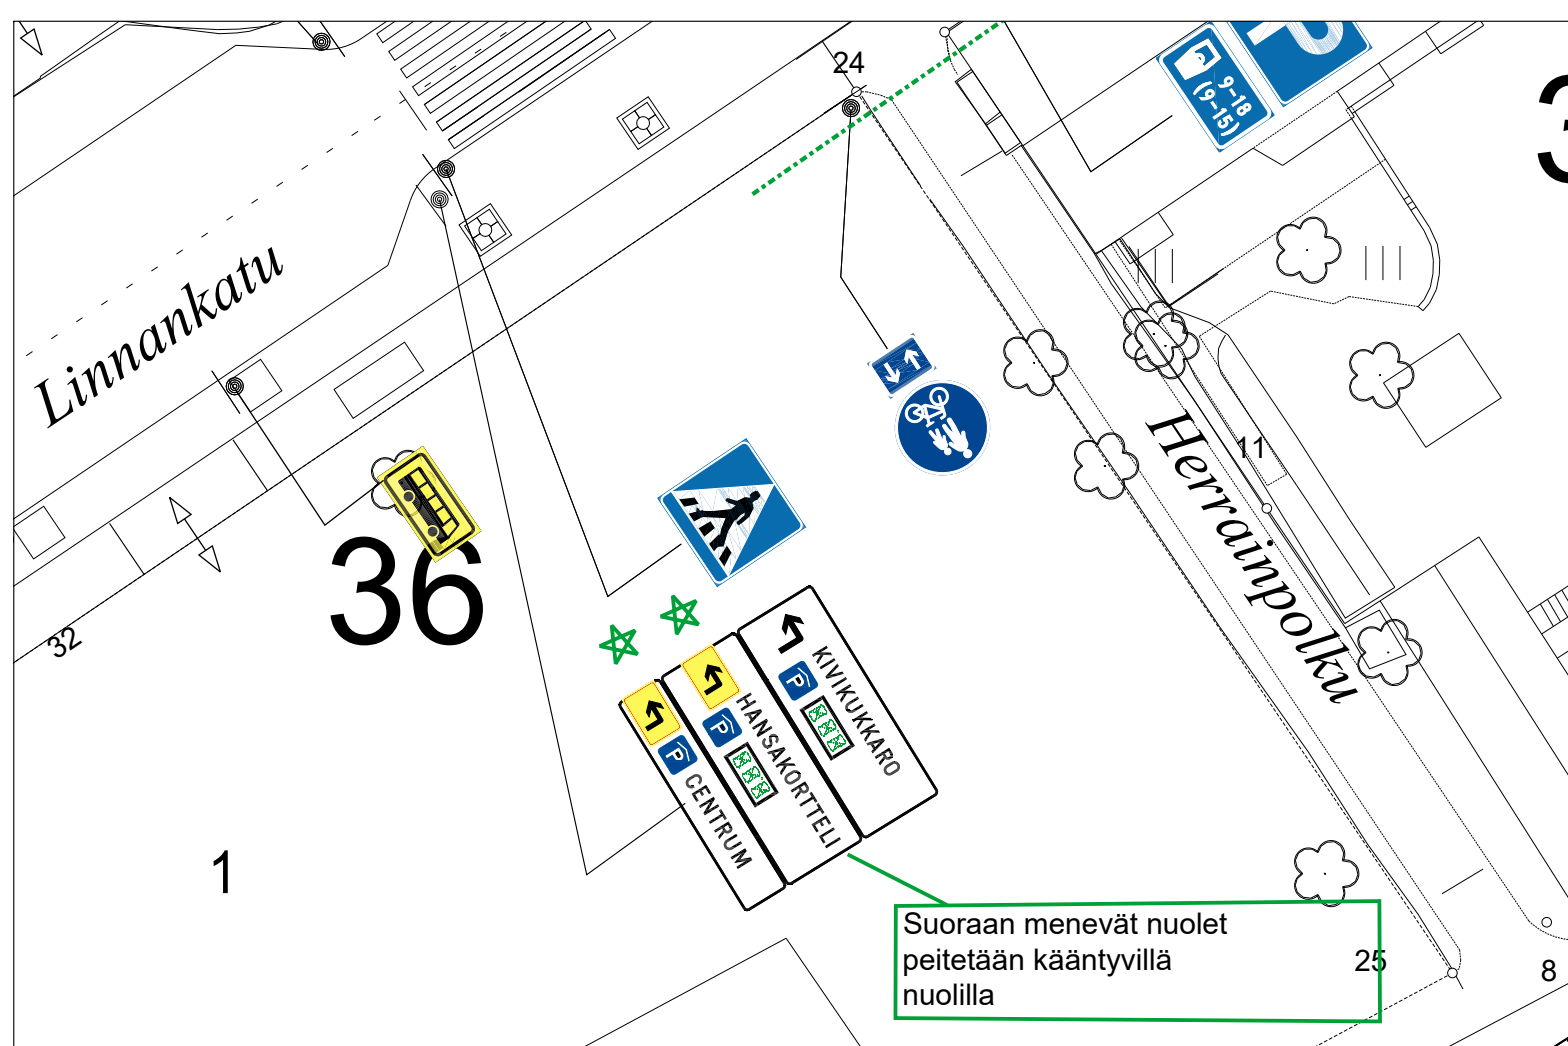 24
9-18
(9-15)
3
Linnankatu
11
Herrainpolku
36
32
KIVIKUKKARO
HANSAKORTTELI
CENTRUM
1
Suoraan menevät nuolet
peitetään kääntyvillä
nuolilla
25
8